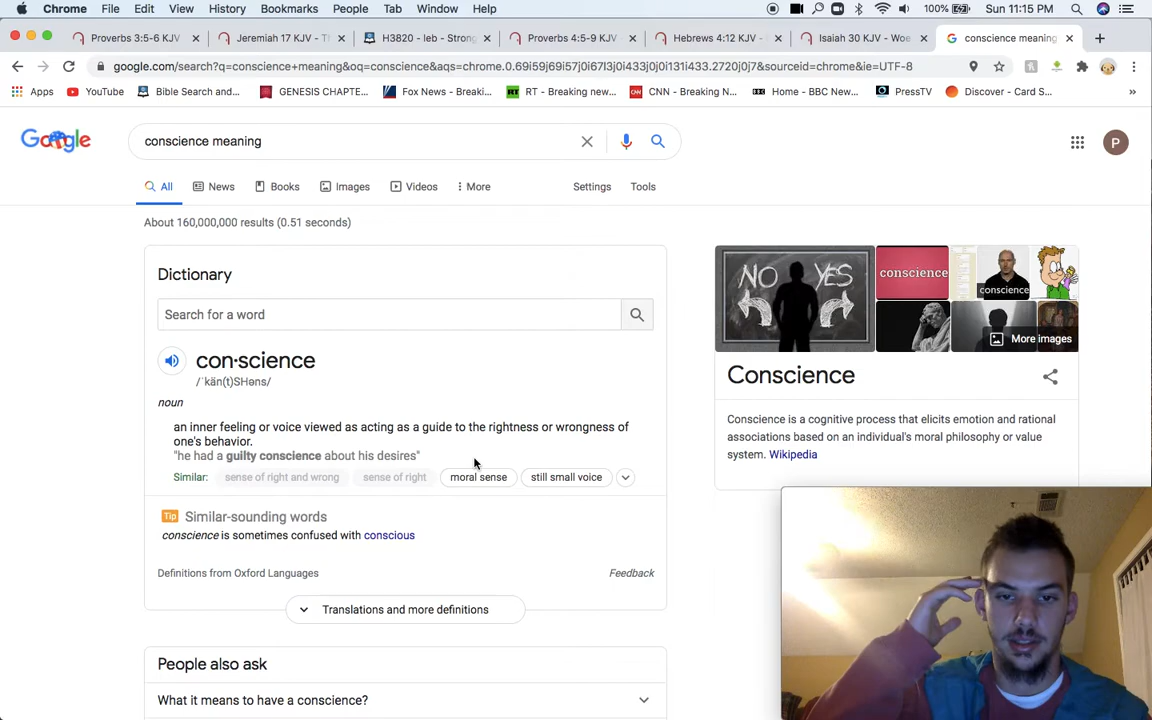 Chrome File Edit View History Bookmarks People Tab Window Help 100% Sun 11:15 PM
Proverbs 3:5-6 KJV
Jeremiah 17 KJV - Th
H3820 - leb - Strong
Proverbs 4:5-9 KJV
Hebrews 4:12 KJV -
Isaiah 30 KJV - Woe
conscience meaning
google.com/search?q=conscience+meaning&oq=conscience&aqs=chrome.0.69i59j69i57j0i67l3j0i433j0j0i131i433.2720j0j7&sourceid=chrome&ie=UTF-8
Apps YouTube Bible Search and... GENESIS CHAPTE... Fox News - Breaki... RT - Breaking new... CNN - Breaking N... Home - BBC New... PressTV Discover - Card S... »
Google
conscience meaning
P
All News Books Images Videos More Settings Tools
About 160,000,000 results (0.51 seconds)
Dictionary
Search for a word
con·science
/ˈkän(t)SHəns/
noun
an inner feeling or voice viewed as acting as a guide to the rightness or wrongness of
one's behavior.
"he had a guilty conscience about his desires"
Similar: sense of right and wrong sense of right moral sense still small voice
Tip Similar-sounding words
conscience is sometimes confused with conscious
Definitions from Oxford Languages Feedback
Translations and more definitions
People also ask
What it means to have a conscience?
NO YES
conscience
conscience
More images
Conscience
Conscience is a cognitive process that elicits emotion and rational
associations based on an individual's moral philosophy or value
system. Wikipedia